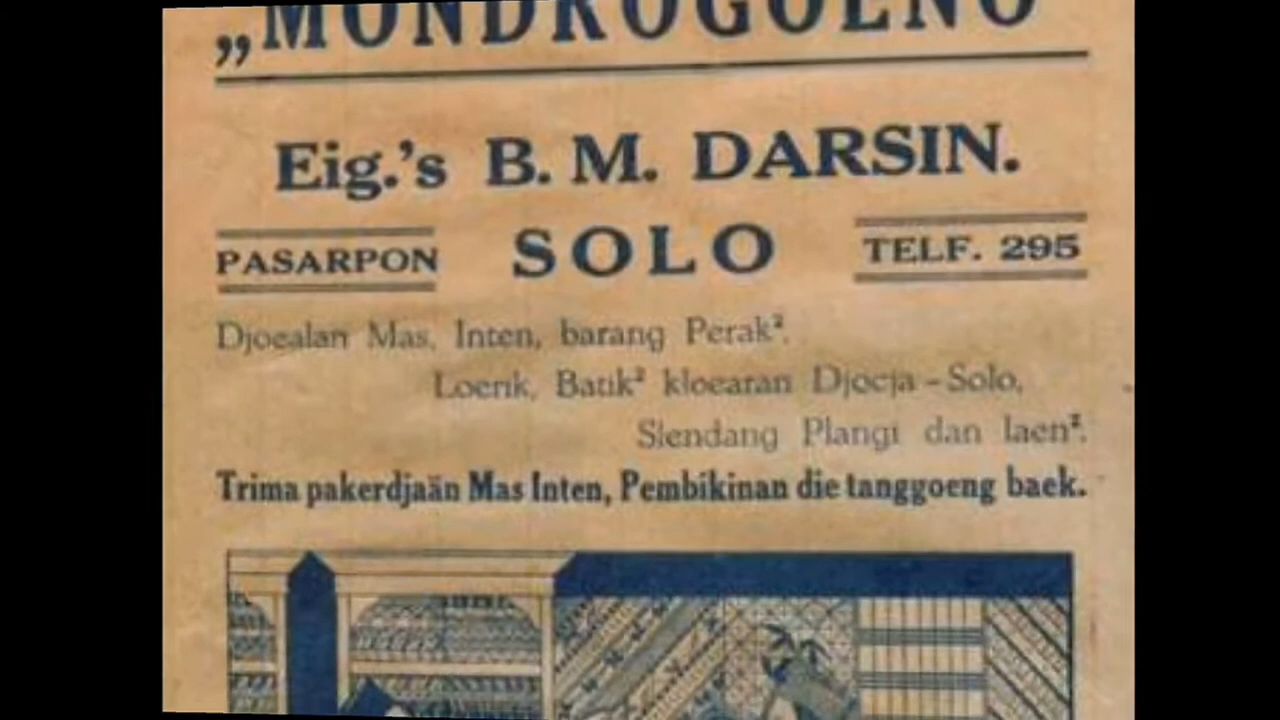 „MONDROGOENO
Eig.'s B. M. DARSIN.
PASARPON SOLO TELF. 295
Djoealan Mas, Inten, barang Perak².
Loerik, Batik² kloearan Djocja – Solo,
Slendang Plangi dan laen².
Trima pakerdjaän Mas Inten, Pembikinan die tanggoeng baek.